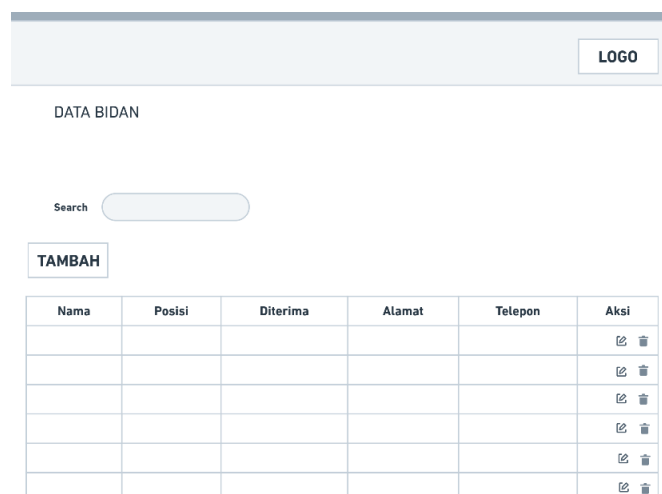 LOGO
DATA BIDAN
Search
TAMBAH
Nama Posisi Diterima Alamat Telepon Aksi